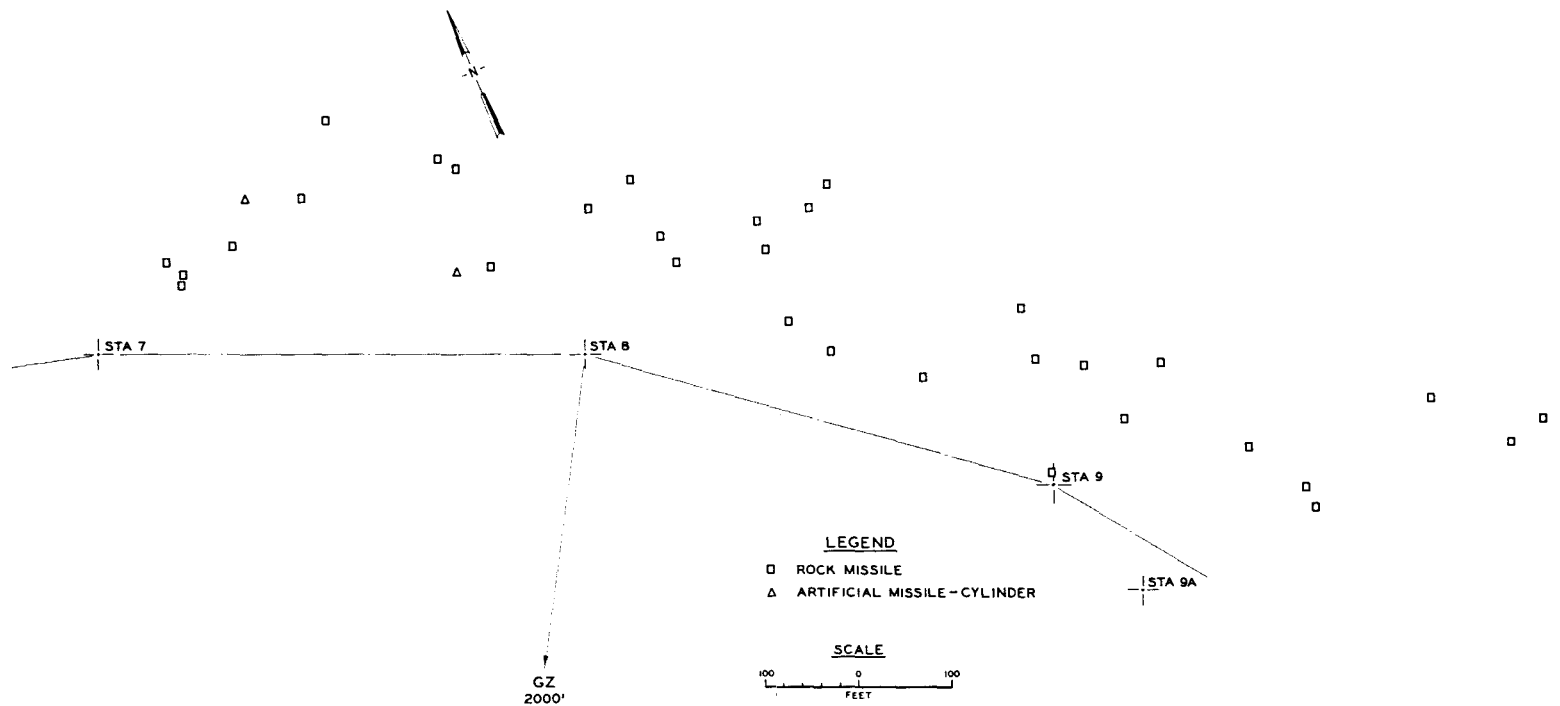 N
STA 7
STA 8
STA 9
LEGEND
ROCK MISSILE
ARTIFICIAL MISSILE-CYLINDER
STA 9A
SCALE
100 0 100
FEET
GZ
2000'